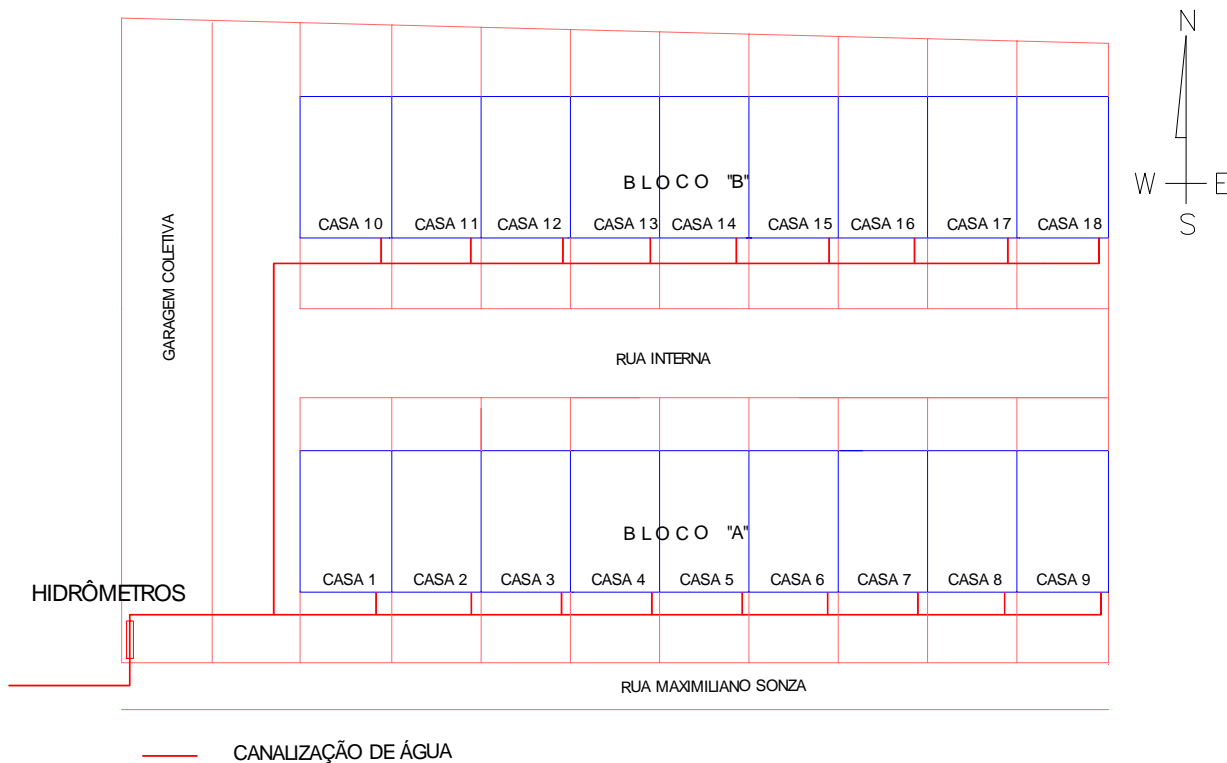 N
W E
S
BLOCO "B"
CASA 10 CASA 11 CASA 12 CASA 13 CASA 14 CASA 15 CASA 16 CASA 17 CASA 18
GARAGEM COLETIVA
RUA INTERNA
BLOCO "A"
CASA 1 CASA 2 CASA 3 CASA 4 CASA 5 CASA 6 CASA 7 CASA 8 CASA 9
HIDRÔMETROS
RUA MAXIMILIANO SONZA
CANALIZAÇÃO DE ÁGUA